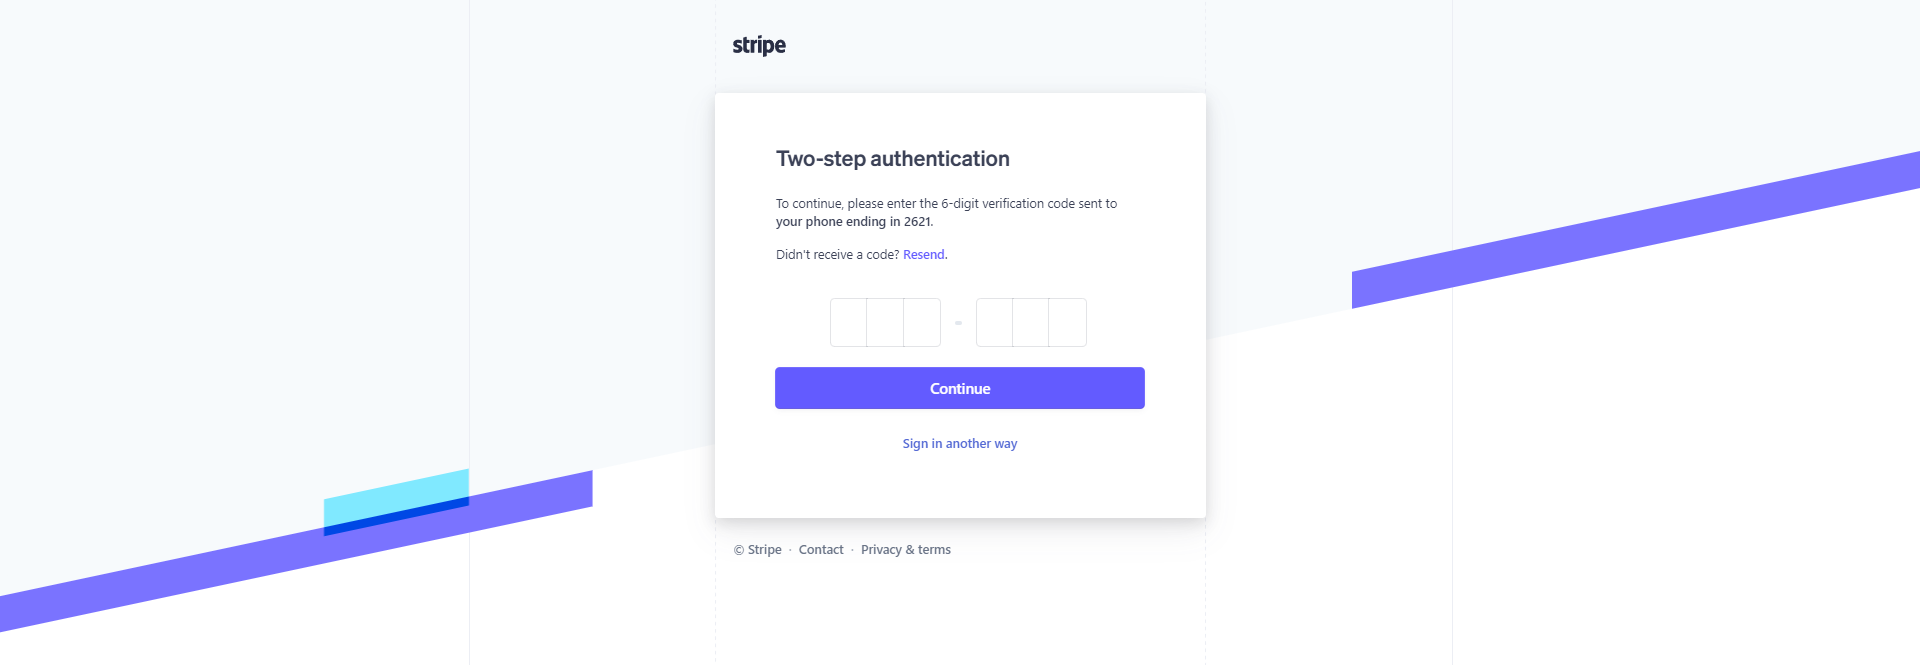 stripe
Two-step authentication
To continue, please enter the 6-digit verification code sent to
your phone ending in 2621.
Didn't receive a code? Resend.
-
Continue
Sign in another way
© Stripe · Contact · Privacy & terms